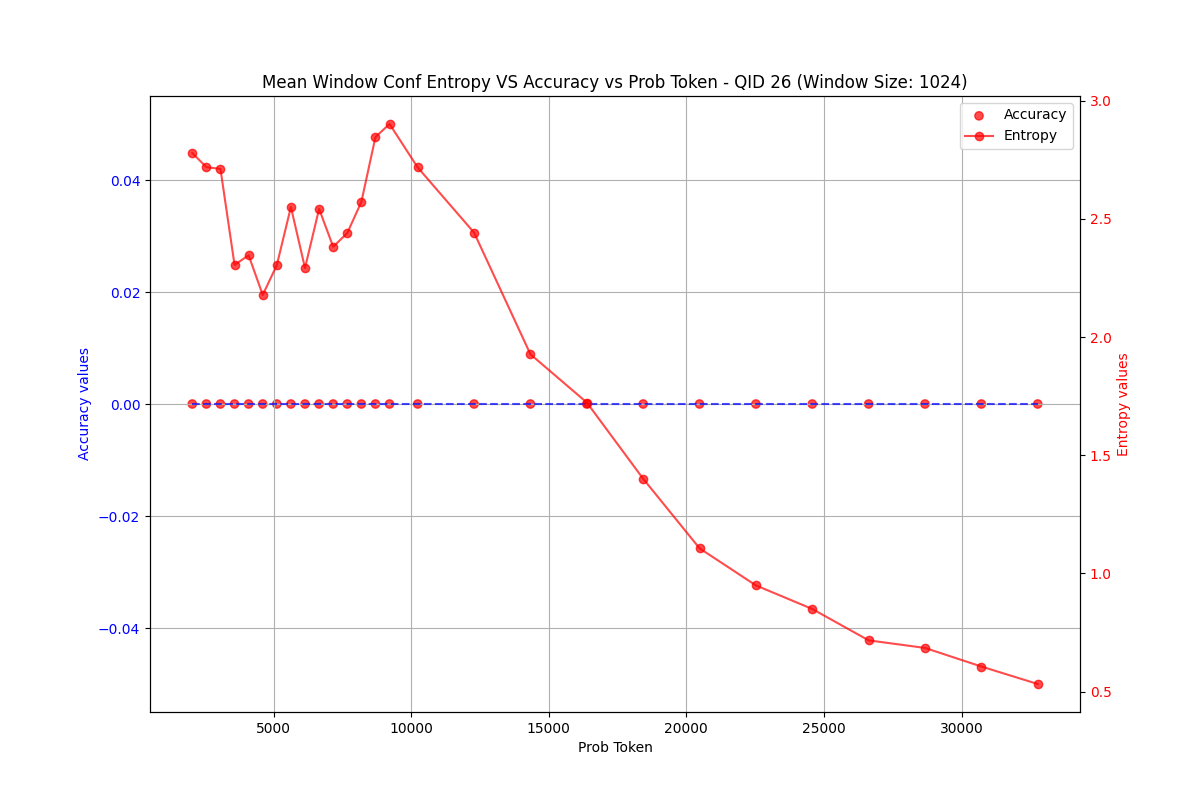 Mean Window Conf Entropy VS Accuracy vs Prob Token - QID 26 (Window Size: 1024)
Accuracy
Entropy
0.04
0.02
0.00
−0.02
−0.04
Accuracy values
3.0
2.5
2.0
1.5
1.0
0.5
Entropy values
5000 10000 15000 20000 25000 30000
Prob Token